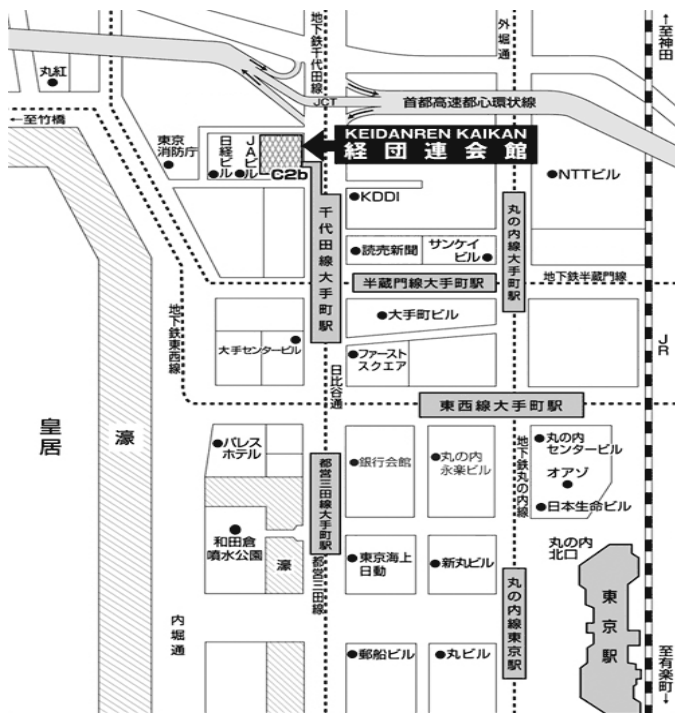 地下鉄千代田線
外堀通
↑至神田
丸紅
JCT
首都高速都心環状線
←至竹橋
KEIDANREN KAIKAN
経団連会館
東京
消防庁
日経ビル
JAビル
C2b
NTTビル
KDDI
千代田線大手町駅
丸の内線大手町駅
読売新聞
サンケイ
ビル
半蔵門線大手町駅
地下鉄半蔵門線
地下鉄東西線
大手町ビル
大手センタービル
ファースト
スクエア
JR
日比谷通
東西線大手町駅
皇居
濠
パレス
ホテル
都営三田線大手町駅
銀行会館
丸の内
永楽ビル
地下鉄丸の内線
丸の内
センタービル
オアゾ
日本生命ビル
和田倉
噴水公園
濠
都営三田線
東京海上
日動
新丸ビル
丸の内
北口
丸の内線東京駅
東京駅
内堀通
郵船ビル
丸ビル
至有楽町↓